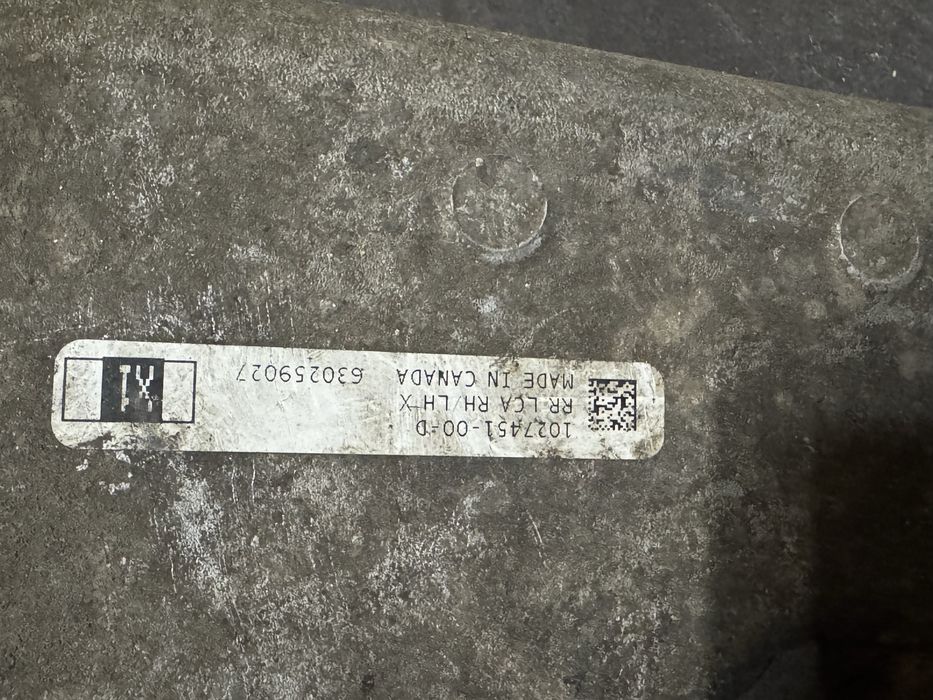 1027451-00-D
RR LCA RH/LH X
MADE IN CANADA 630259027
X1